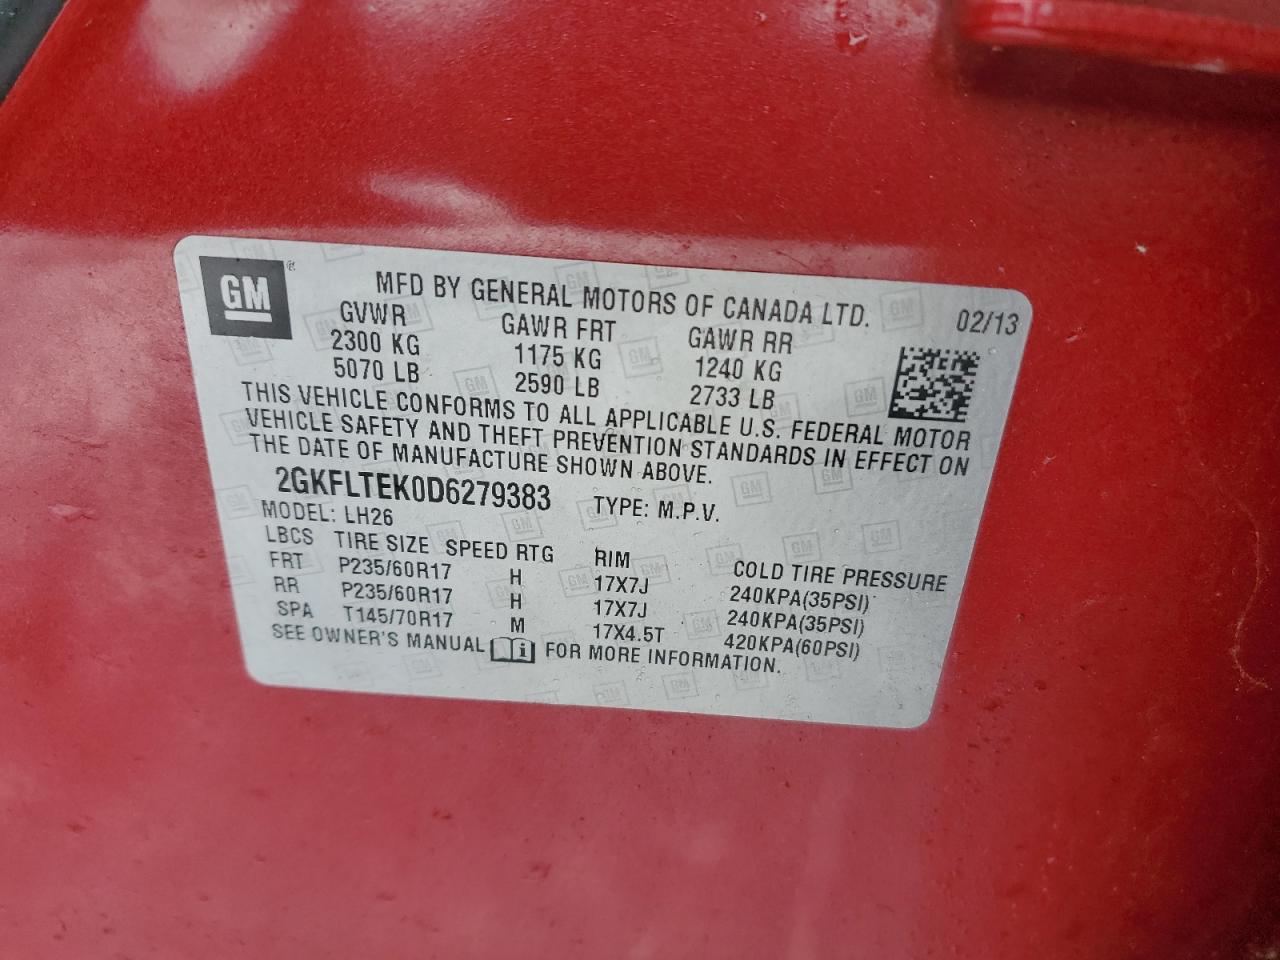 GM ®
MFD BY GENERAL MOTORS OF CANADA LTD. 02/13
GVWR GAWR FRT GAWR RR
2300 KG 1175 KG 1240 KG
5070 LB 2590 LB 2733 LB
THIS VEHICLE CONFORMS TO ALL APPLICABLE U.S. FEDERAL MOTOR
VEHICLE SAFETY AND THEFT PREVENTION STANDARDS IN EFFECT ON
THE DATE OF MANUFACTURE SHOWN ABOVE.
2GKFLTEK0D6279383 TYPE: M.P.V.
MODEL: LH26
LBCS TIRE SIZE SPEED RTG RIM COLD TIRE PRESSURE
FRT P235/60R17 H 17X7J 240KPA(35PSI)
RR P235/60R17 H 17X7J 240KPA(35PSI)
SPA T145/70R17 M 17X4.5T 420KPA(60PSI)
SEE OWNER'S MANUAL i FOR MORE INFORMATION.